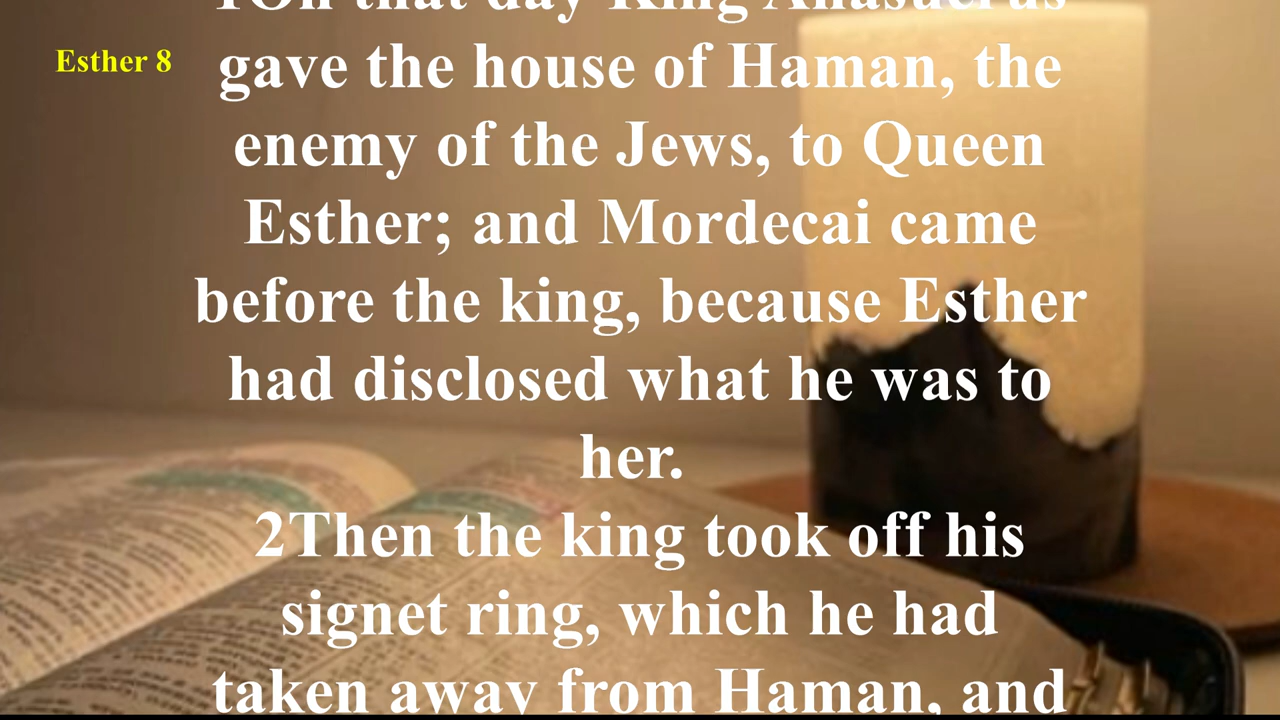 1On that day King Ahasuerus
Esther 8
gave the house of Haman, the
enemy of the Jews, to Queen
Esther; and Mordecai came
before the king, because Esther
had disclosed what he was to
her.
2Then the king took off his
signet ring, which he had
taken away from Haman, and